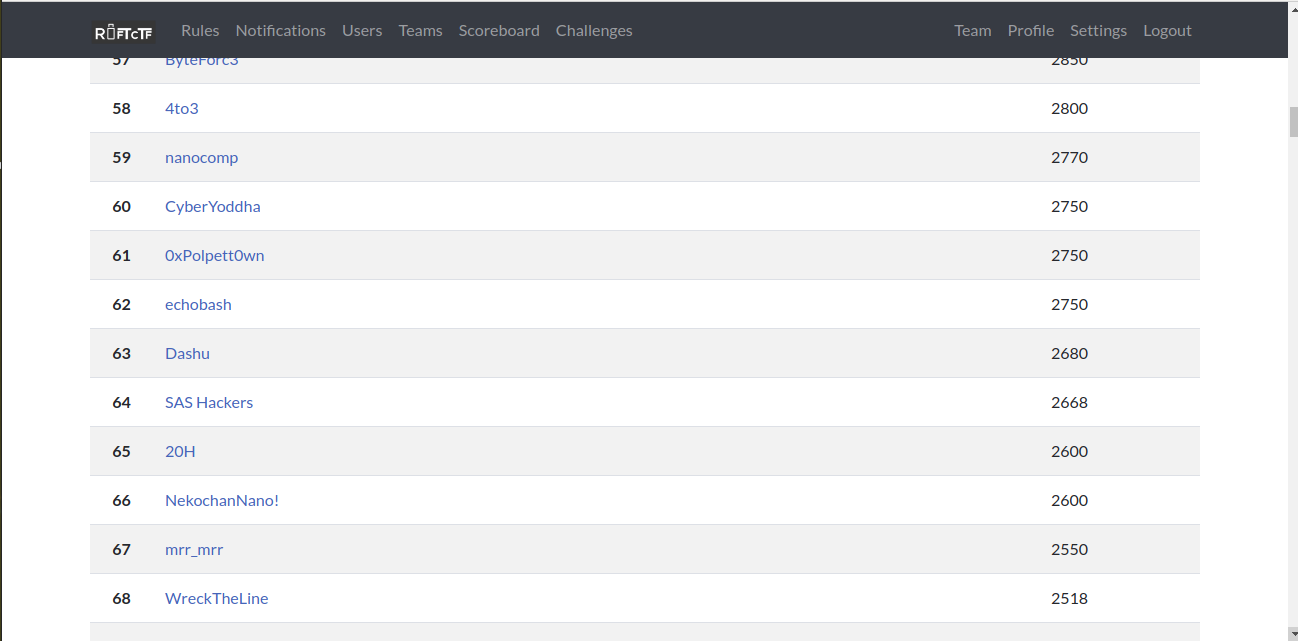 RiFTCTF Rules Notifications Users Teams Scoreboard Challenges Team Profile Settings Logout
57 ByteForc3 2850
58 4to3 2800
59 nanocomp 2770
60 CyberYoddha 2750
61 0xPolpett0wn 2750
62 echobash 2750
63 Dashu 2680
64 SAS Hackers 2668
65 20H 2600
66 NekochanNano! 2600
67 mrr_mrr 2550
68 WreckTheLine 2518